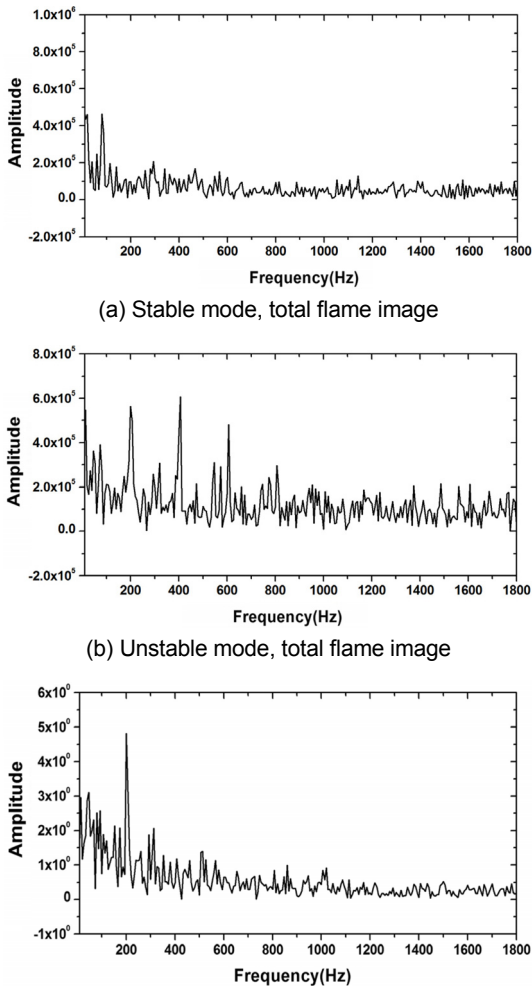 1.0x10⁶
8.0x10⁵
6.0x10⁵
4.0x10⁵
2.0x10⁵
0.0
-2.0x10⁵
Amplitude
200 400 600 800 1000 1200 1400 1600 1800
Frequency(Hz)
(a) Stable mode, total flame image
8.0x10⁵
6.0x10⁵
4.0x10⁵
2.0x10⁵
0.0
-2.0x10⁵
Amplitude
200 400 600 800 1000 1200 1400 1600 1800
Frequency(Hz)
(b) Unstable mode, total flame image
6x10⁰
5x10⁰
4x10⁰
3x10⁰
2x10⁰
1x10⁰
0
-1x10⁰
Amplitude
200 400 600 800 1000 1200 1400 1600 1800
Frequency(Hz)